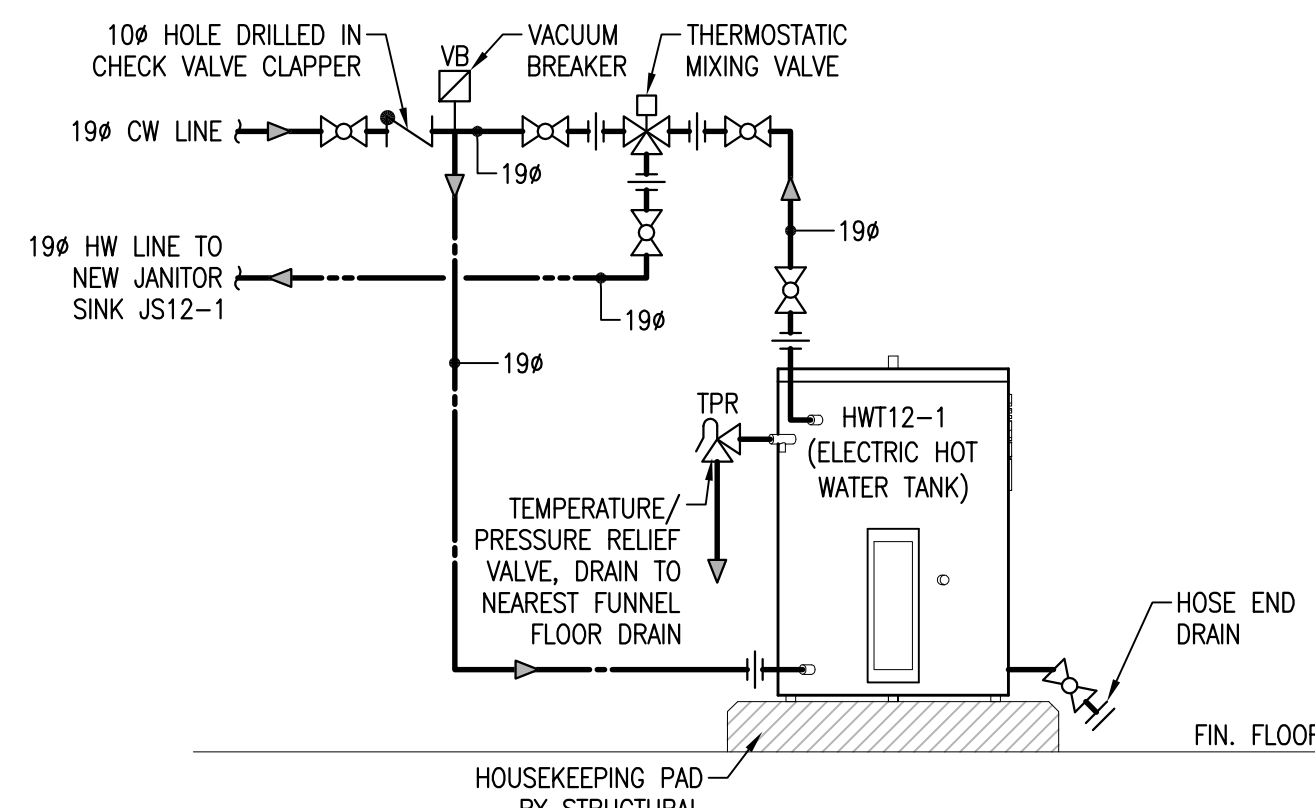 10ø HOLE DRILLED IN
CHECK VALVE CLAPPER
VB
VACUUM
BREAKER
THERMOSTATIC
MIXING VALVE
19ø CW LINE
19ø
19ø HW LINE TO
NEW JANITOR
SINK JS12-1
19ø
19ø
19ø
TPR
HWT12-1
(ELECTRIC HOT
WATER TANK)
TEMPERATURE/
PRESSURE RELIEF
VALVE, DRAIN TO
NEAREST FUNNEL
FLOOR DRAIN
HOSE END
DRAIN
FIN. FLOOR
HOUSEKEEPING PAD
BY STRUCTURAL